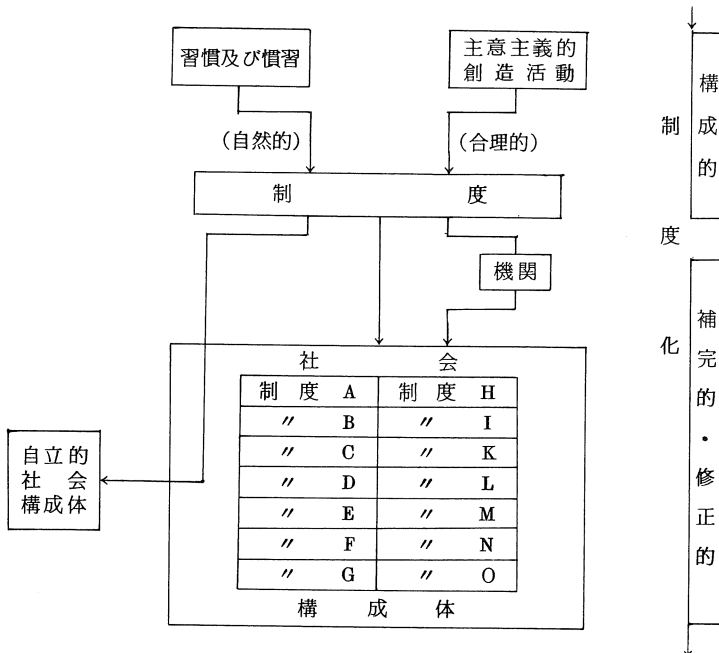 習慣及び慣習
主意主義的
創造活動
（自然的）
（合理的）
制度
機関
社会
制度 A 制度 H
〃 B 〃 I
〃 C 〃 K
〃 D 〃 L
〃 E 〃 M
〃 F 〃 N
〃 G 〃 O
構成体
自立的
社会
構成体
制度化
構成的
補完的・修正的